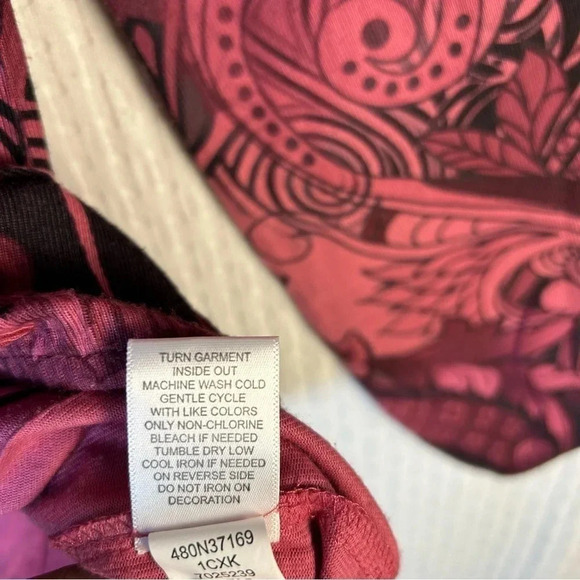 TURN GARMENT
INSIDE OUT
MACHINE WASH COLD
GENTLE CYCLE
WITH LIKE COLORS
ONLY NON-CHLORINE
BLEACH IF NEEDED
TUMBLE DRY LOW
COOL IRON IF NEEDED
ON REVERSE SIDE
DO NOT IRON ON
DECORATION
480N37169
1CXK
7025239